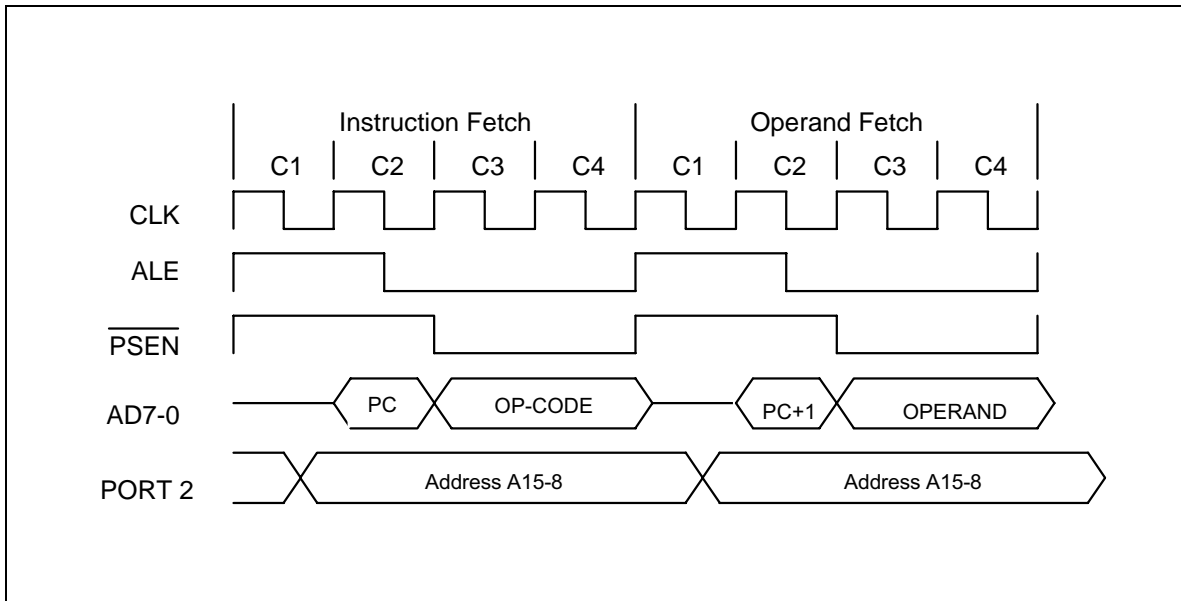 Instruction Fetch Operand Fetch
C1 C2 C3 C4 C1 C2 C3 C4
CLK
ALE
PSEN
AD7-0 PC OP-CODE PC+1 OPERAND
PORT 2 Address A15-8 Address A15-8